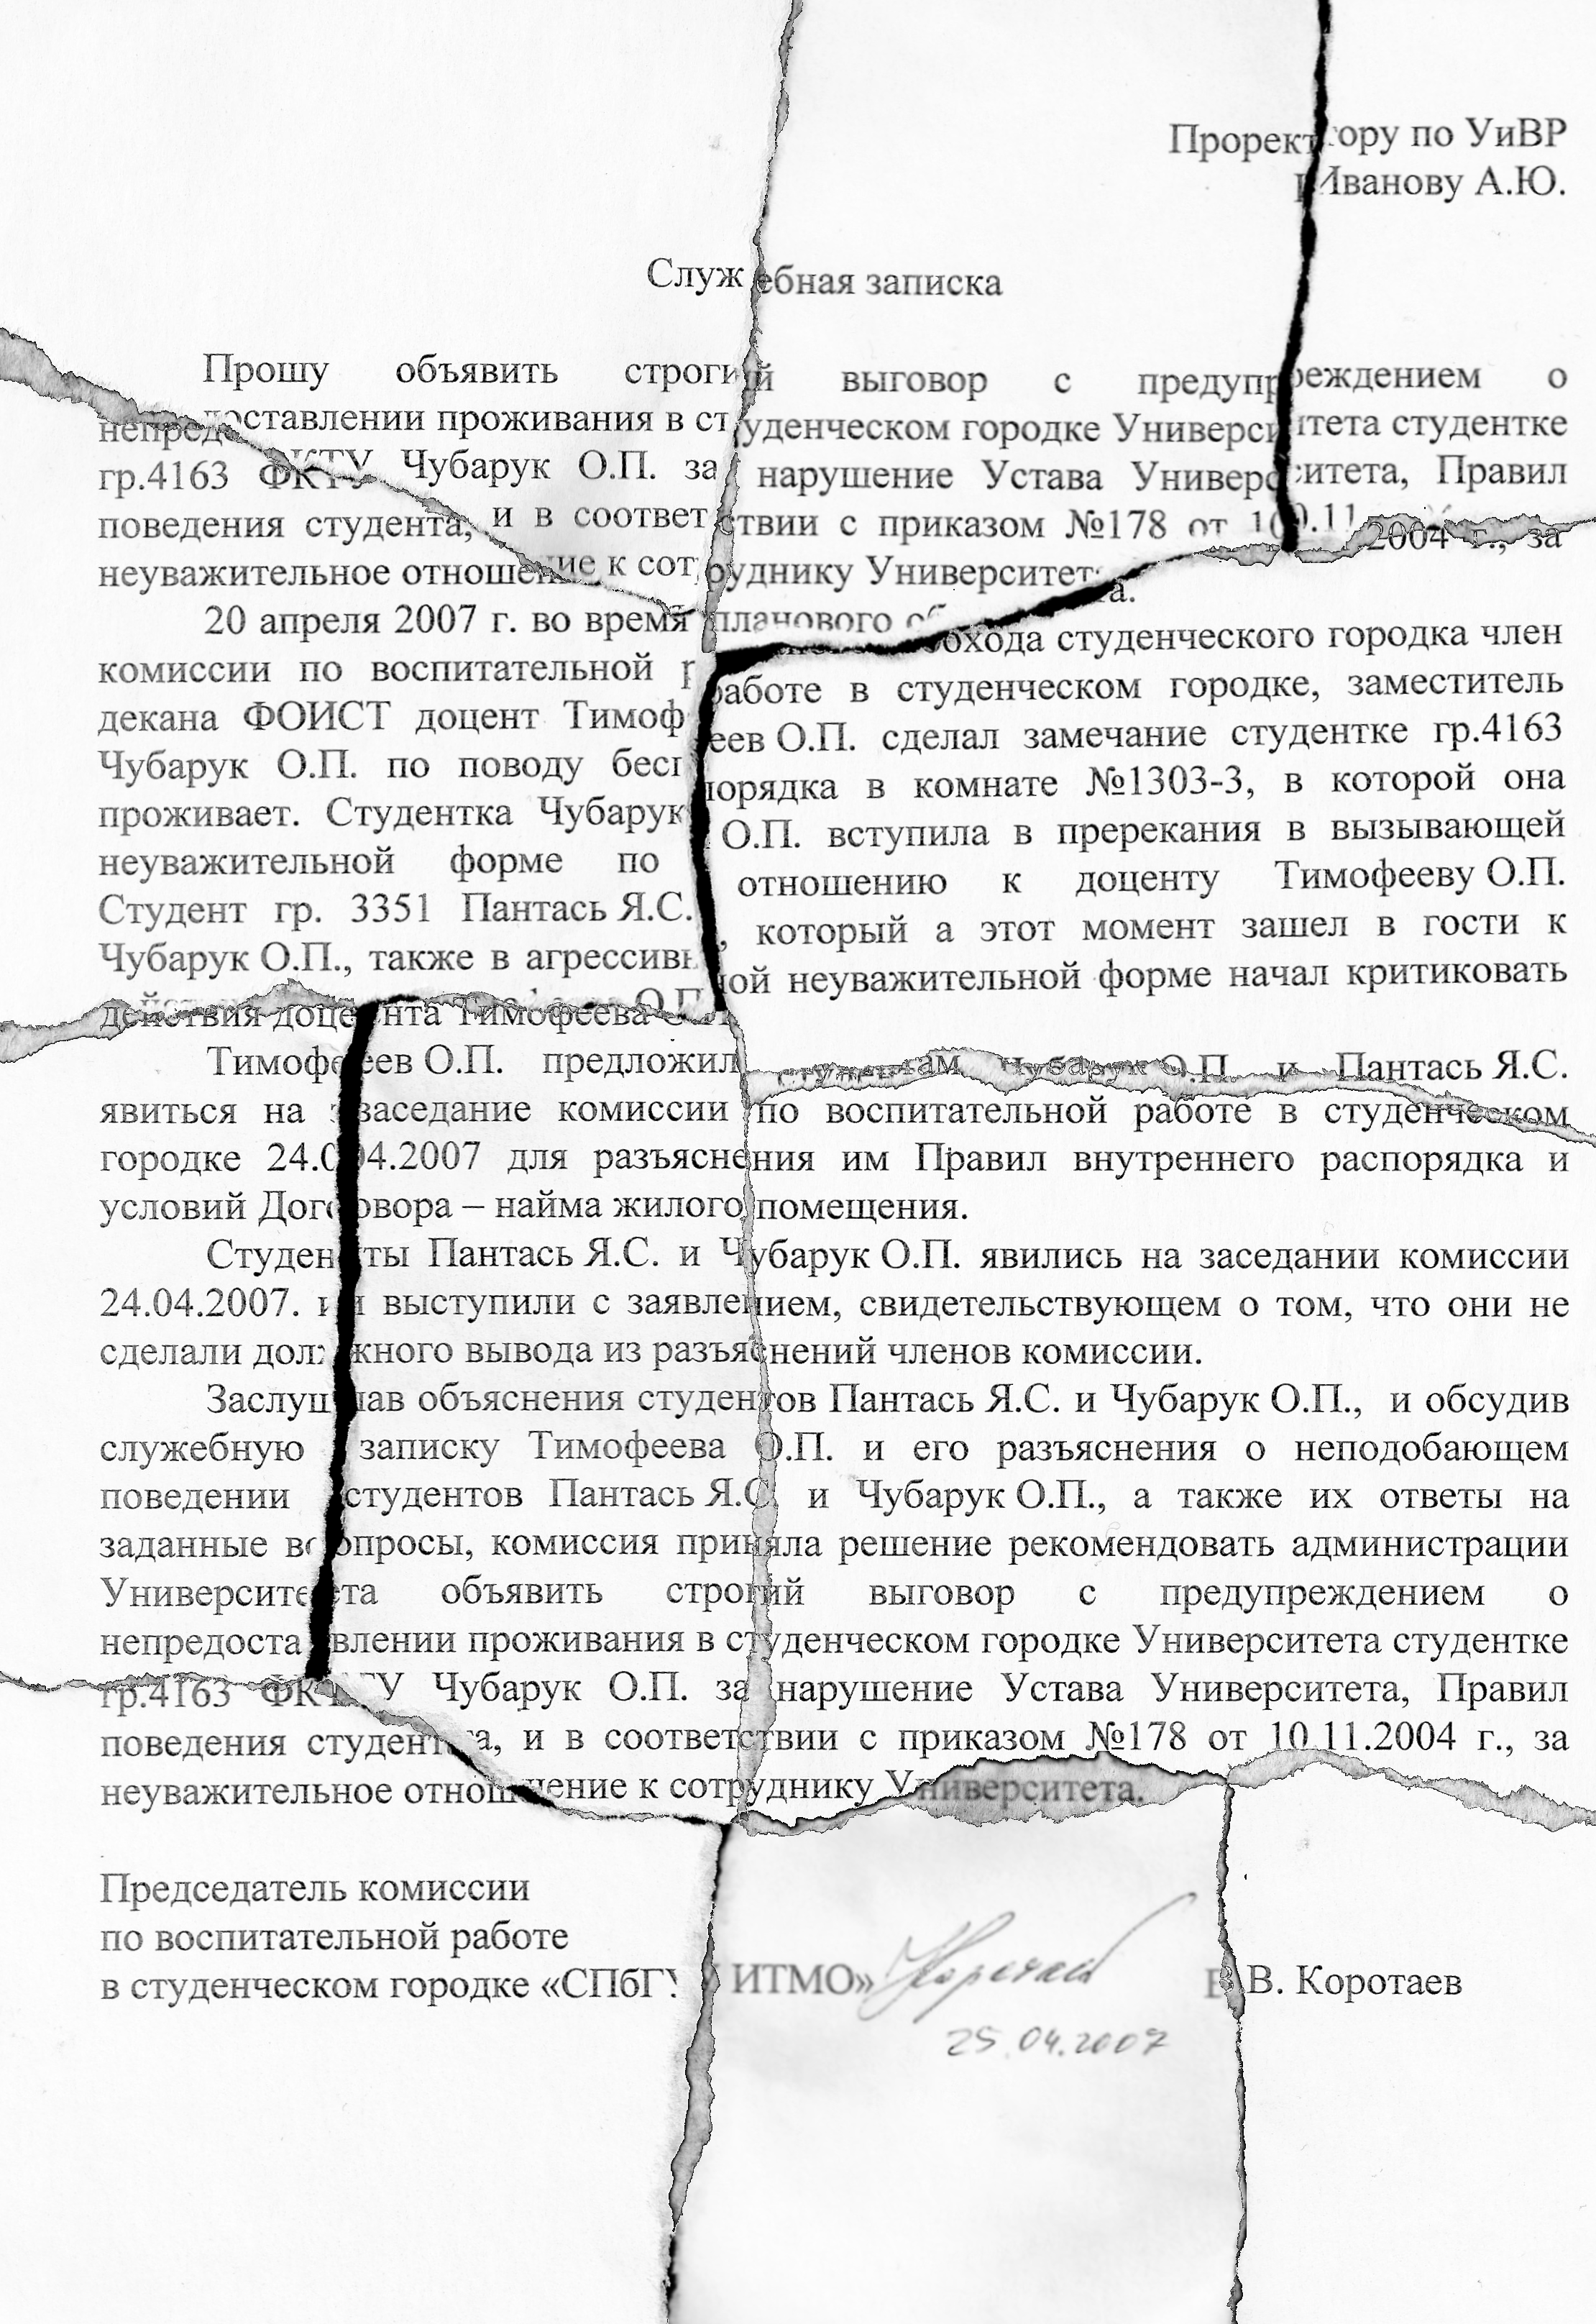 Проректору по УиВР
Иванову А.Ю.
Служебная записка
Прошу объявить строгий выговор с предупреждением о
непредоставлении проживания в студенческом городке Университета студентке
гр.4163 ФКТУ Чубарук О.П. за нарушение Устава Университета, Правил
поведения студента, и в соответствии с приказом №178 от 10.11.2004 г., за
неуважительное отношение к сотруднику Университета.
20 апреля 2007 г. во время планового обхода студенческого городка член
комиссии по воспитательной работе в студенческом городке, заместитель
декана ФОИСТ доцент Тимофеев О.П. сделал замечание студентке гр.4163
Чубарук О.П. по поводу беспорядка в комнате №1303-3, в которой она
проживает. Студентка Чубарук О.П. вступила в пререкания в вызывающей
неуважительной форме по отношению к доценту Тимофееву О.П.
Студент гр. 3351 Пантась Я.С., который а этот момент зашел в гости к
Чубарук О.П., также в агрессивной неуважительной форме начал критиковать
действия доцента Тимофеева О.П.
Тимофеев О.П. предложил студентам Чубарук О.П. и Пантась Я.С.
явиться на заседание комиссии по воспитательной работе в студенческом
городке 24.04.2007 для разъяснения им Правил внутреннего распорядка и
условий Договора – найма жилого помещения.
Студенты Пантась Я.С. и Чубарук О.П. явились на заседании комиссии
24.04.2007. и выступили с заявлением, свидетельствующем о том, что они не
сделали должного вывода из разъяснений членов комиссии.
Заслушав объяснения студентов Пантась Я.С. и Чубарук О.П., и обсудив
служебную записку Тимофеева О.П. и его разъяснения о неподобающем
поведении студентов Пантась Я.С. и Чубарук О.П., а также их ответы на
заданные вопросы, комиссия приняла решение рекомендовать администрации
Университета объявить строгий выговор с предупреждением о
непредоставлении проживания в студенческом городке Университета студентке
гр.4163 ФКТУ Чубарук О.П. за нарушение Устава Университета, Правил
поведения студента, и в соответствии с приказом №178 от 10.11.2004 г., за
неуважительное отношение к сотруднику Университета.
Председатель комиссии
по воспитательной работе
в студенческом городке «СПбГУ ИТМО» В.В. Коротаев
25.04.2007